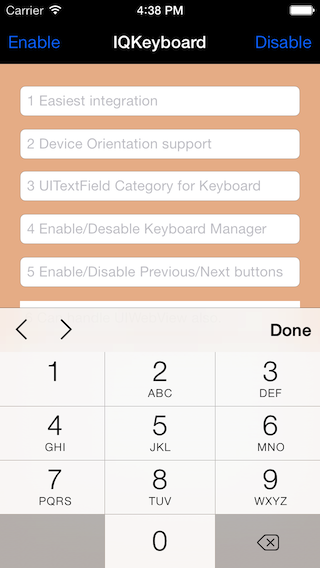 Carrier 4:38 PM
Enable IQKeyboard Disable
1 Easiest integration
2 Device Orientation support
3 UITextField Category for Keyboard
4 Enable/Desable Keyboard Manager
5 Enable/Disable Previous/Next buttons
Done
1 2 3
ABC DEF
4 5 6
GHI JKL MNO
7 8 9
PQRS TUV WXYZ
0